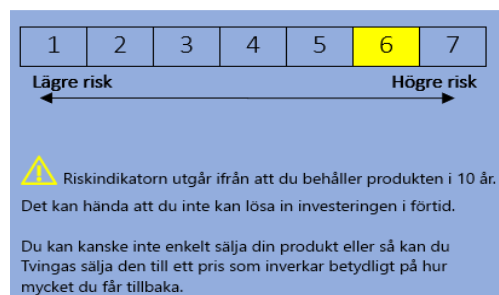 1 2 3 4 5 6 7
Lägre risk Högre risk
Riskindikatorn utgår ifrån att du behåller produkten i 10 år.
Det kan hända att du inte kan lösa in investeringen i förtid.
Du kan kanske inte enkelt sälja din produkt eller så kan du
Tvingas sälja den till ett pris som inverkar betydligt på hur
mycket du får tillbaka.